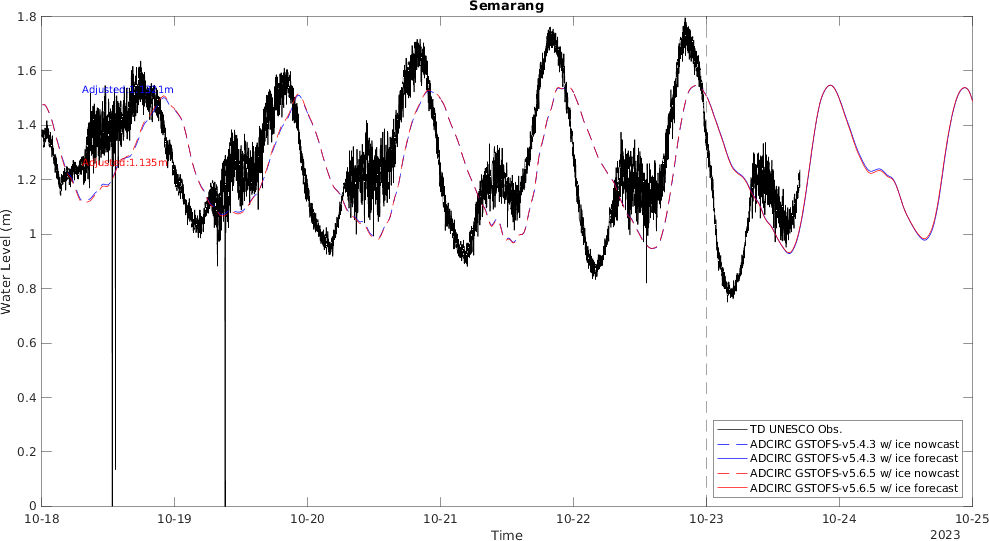 Semarang
1.8
1.6
1.4
1.2
1
0.8
0.6
0.4
0.2
0
Water Level (m)
Adjusted:1.135m
10-18
10-19
10-20
10-21
10-22
10-23
10-24
10-25
Time
2023
TD UNESCO Obs.
ADCIRC GSTOFS-v5.4.3 w/ ice nowcast
ADCIRC GSTOFS-v5.4.3 w/ ice forecast
ADCIRC GSTOFS-v5.6.5 w/ ice nowcast
ADCIRC GSTOFS-v5.6.5 w/ ice forecast